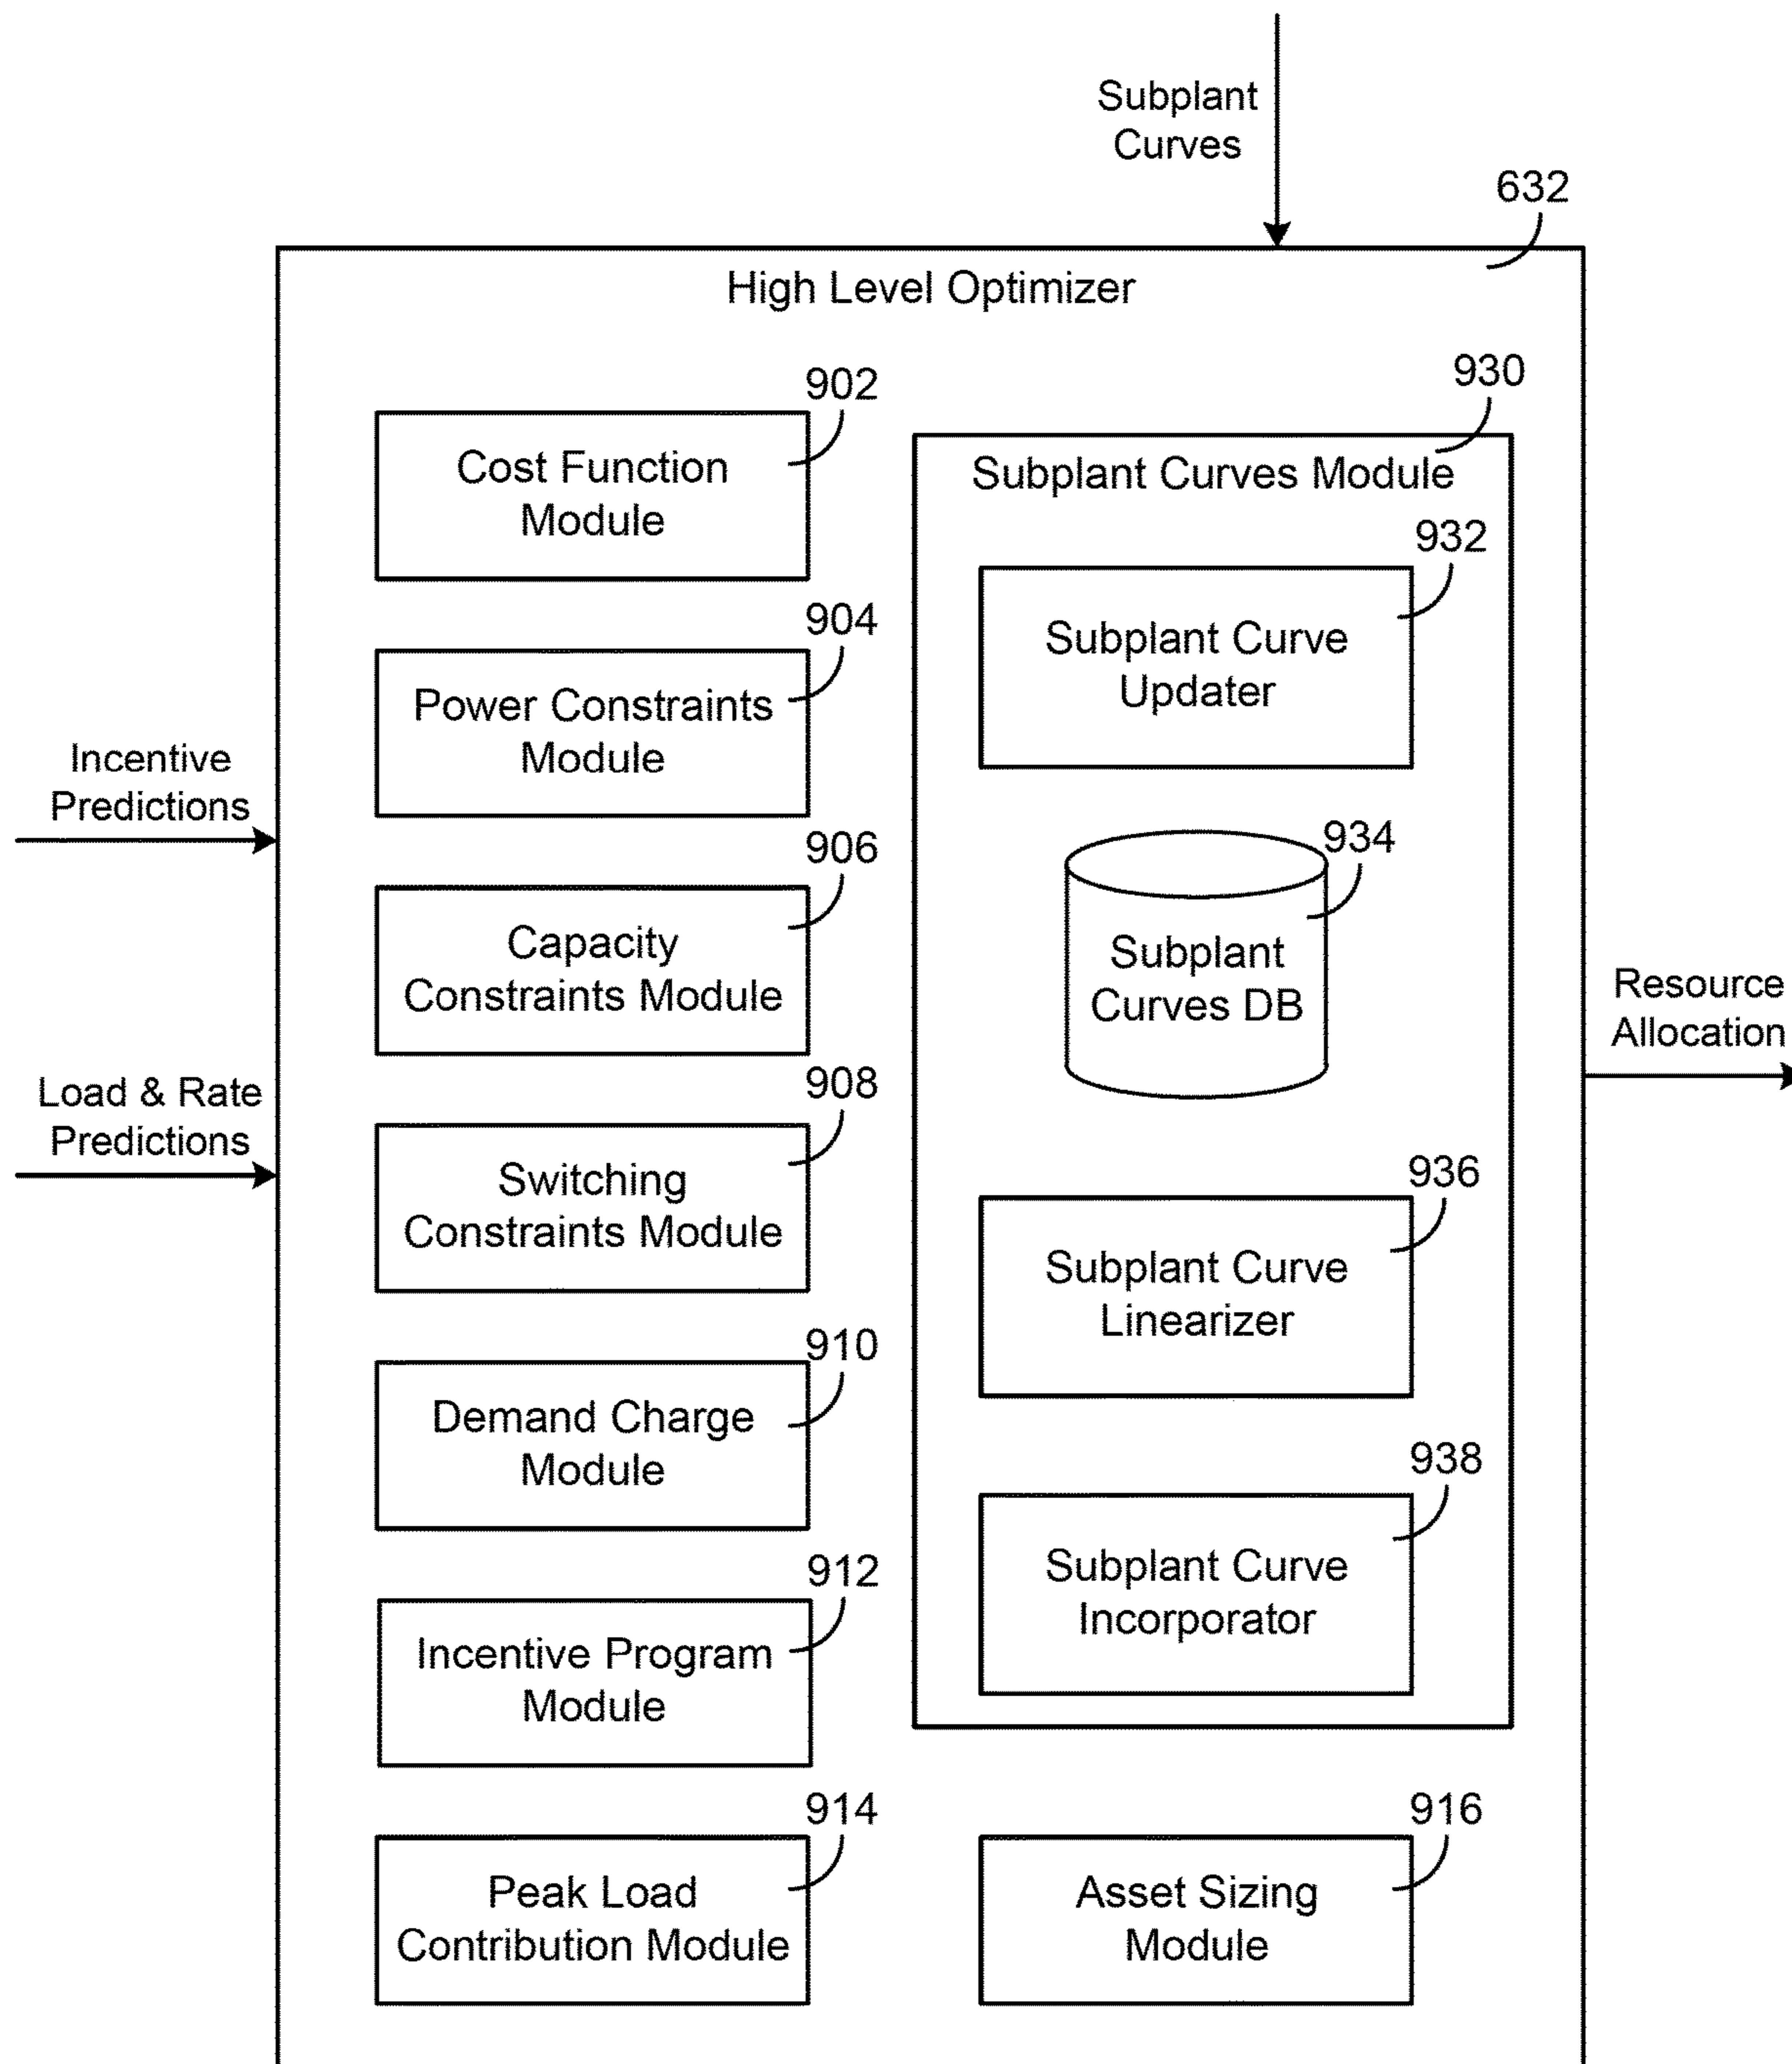 Subplant
Curves
632
High Level Optimizer
902
Cost Function
Module
904
Power Constraints
Module
Incentive
Predictions
906
Capacity
Constraints Module
Load & Rate
Predictions
908
Switching
Constraints Module
910
Demand Charge
Module
912
Incentive Program
Module
914
Peak Load
Contribution Module
930
Subplant Curves Module
932
Subplant Curve
Updater
934
Subplant
Curves DB
936
Subplant Curve
Linearizer
938
Subplant Curve
Incorporator
916
Asset Sizing
Module
Resource
Allocation